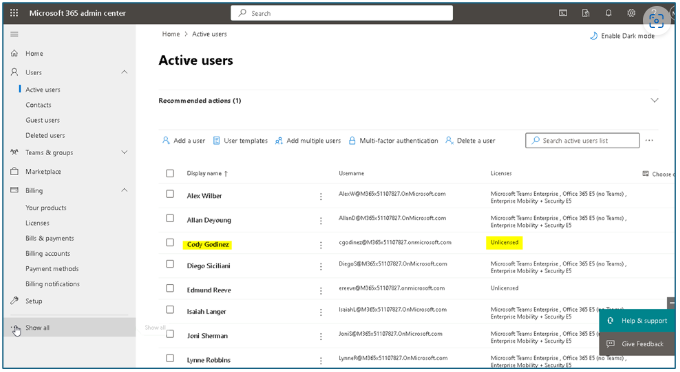 Microsoft 365 admin center
Search
Home > Active users
Enable Dark mode
Home
Users
Active users
Contacts
Guest users
Deleted users
Teams & groups
Marketplace
Billing
Your products
Licenses
Bills & payments
Billing accounts
Payment methods
Billing notifications
Setup
Show all
Show all
Active users
Recommended actions (1)
Add a user
User templates
Add multiple users
Multi-factor authentication
Delete a user
Search active users list
Display name ↑
Username
Licenses
Choose
Alex Wilber
AlexW@M365x51107827.OnMicrosoft.com
Microsoft Teams Enterprise , Office 365 E5 (no Teams) ,
Enterprise Mobility + Security E5
Allan Deyoung
AllanD@M365x51107827.OnMicrosoft.com
Microsoft Teams Enterprise , Office 365 E5 (no Teams) ,
Enterprise Mobility + Security E5
Cody Godinez
cgodinez@M365x51107827.onmicrosoft.com
Unlicensed
Diego Siciliani
DiegoS@M365x51107827.OnMicrosoft.com
Microsoft Teams Enterprise , Office 365 E5 (no Teams) ,
Enterprise Mobility + Security E5
Edmund Reeve
ereeve@M365x51107827.onmicrosoft.com
Unlicensed
Isaiah Langer
IsaiahL@M365x51107827.OnMicrosoft.com
Microsoft Teams Enterprise , Office 365 E5 (no Teams) ,
Enterprise Mobility + Security E5
Joni Sherman
JoniS@M365x51107827.OnMicrosoft.com
Microsoft Teams Enterprise , Office 365 E5 (no Teams) ,
Enterprise Mobility + Security E5
Lynne Robbins
LynneR@M365x51107827.OnMicrosoft.com
Microsoft Teams Enterprise , Office 365 E5 (no Teams) ,
Enterprise Mobility + Security E5
Help & support
Give Feedback